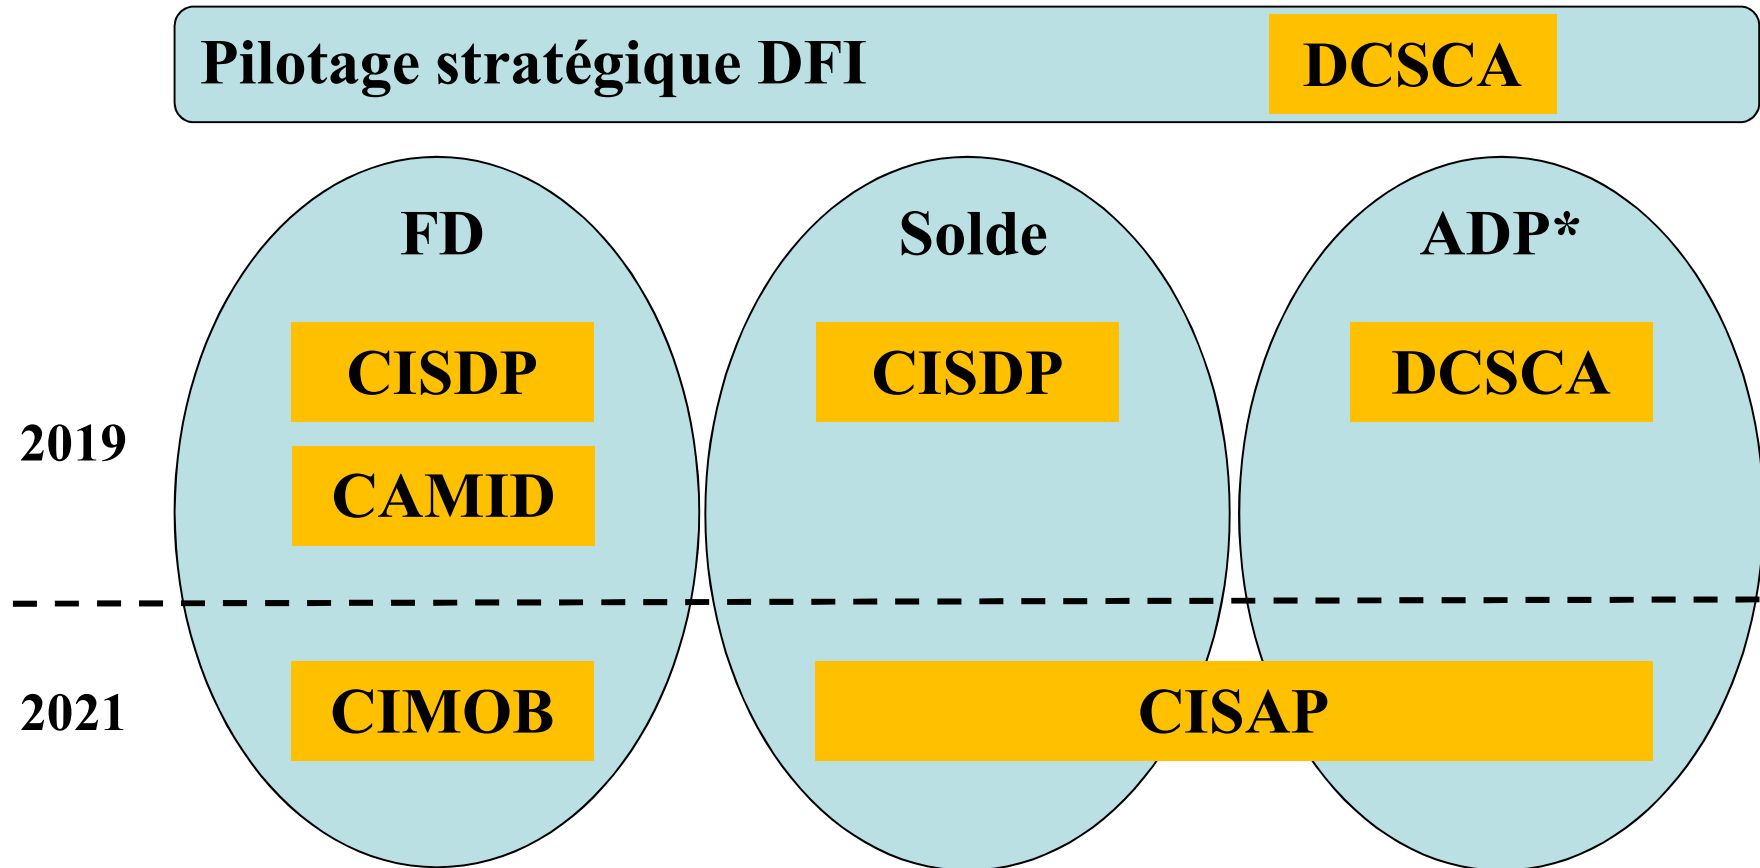 Pilotage stratégique DFI
DCSCA
FD
Solde
ADP*
2019
CISDP
CISDP
DCSCA
CAMID
2021
CIMOB
CISAP